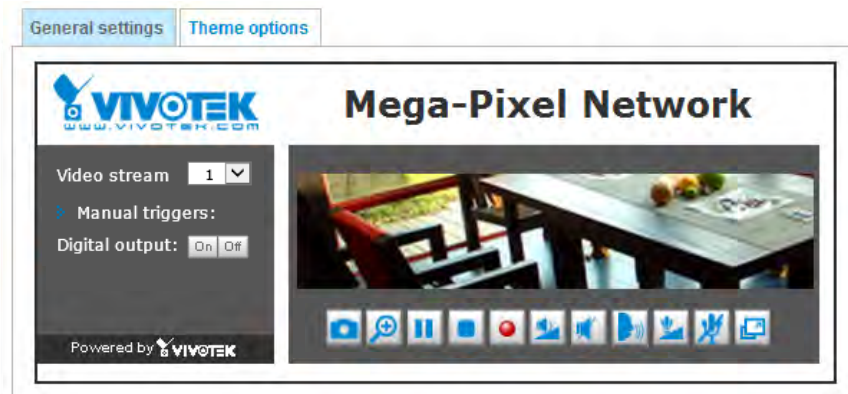 General settings
Theme options
VIVOTEK
www.vivotek.com
Mega-Pixel Network
Video stream 1
Manual triggers:
Digital output: On Off
Powered by VIVOTEK